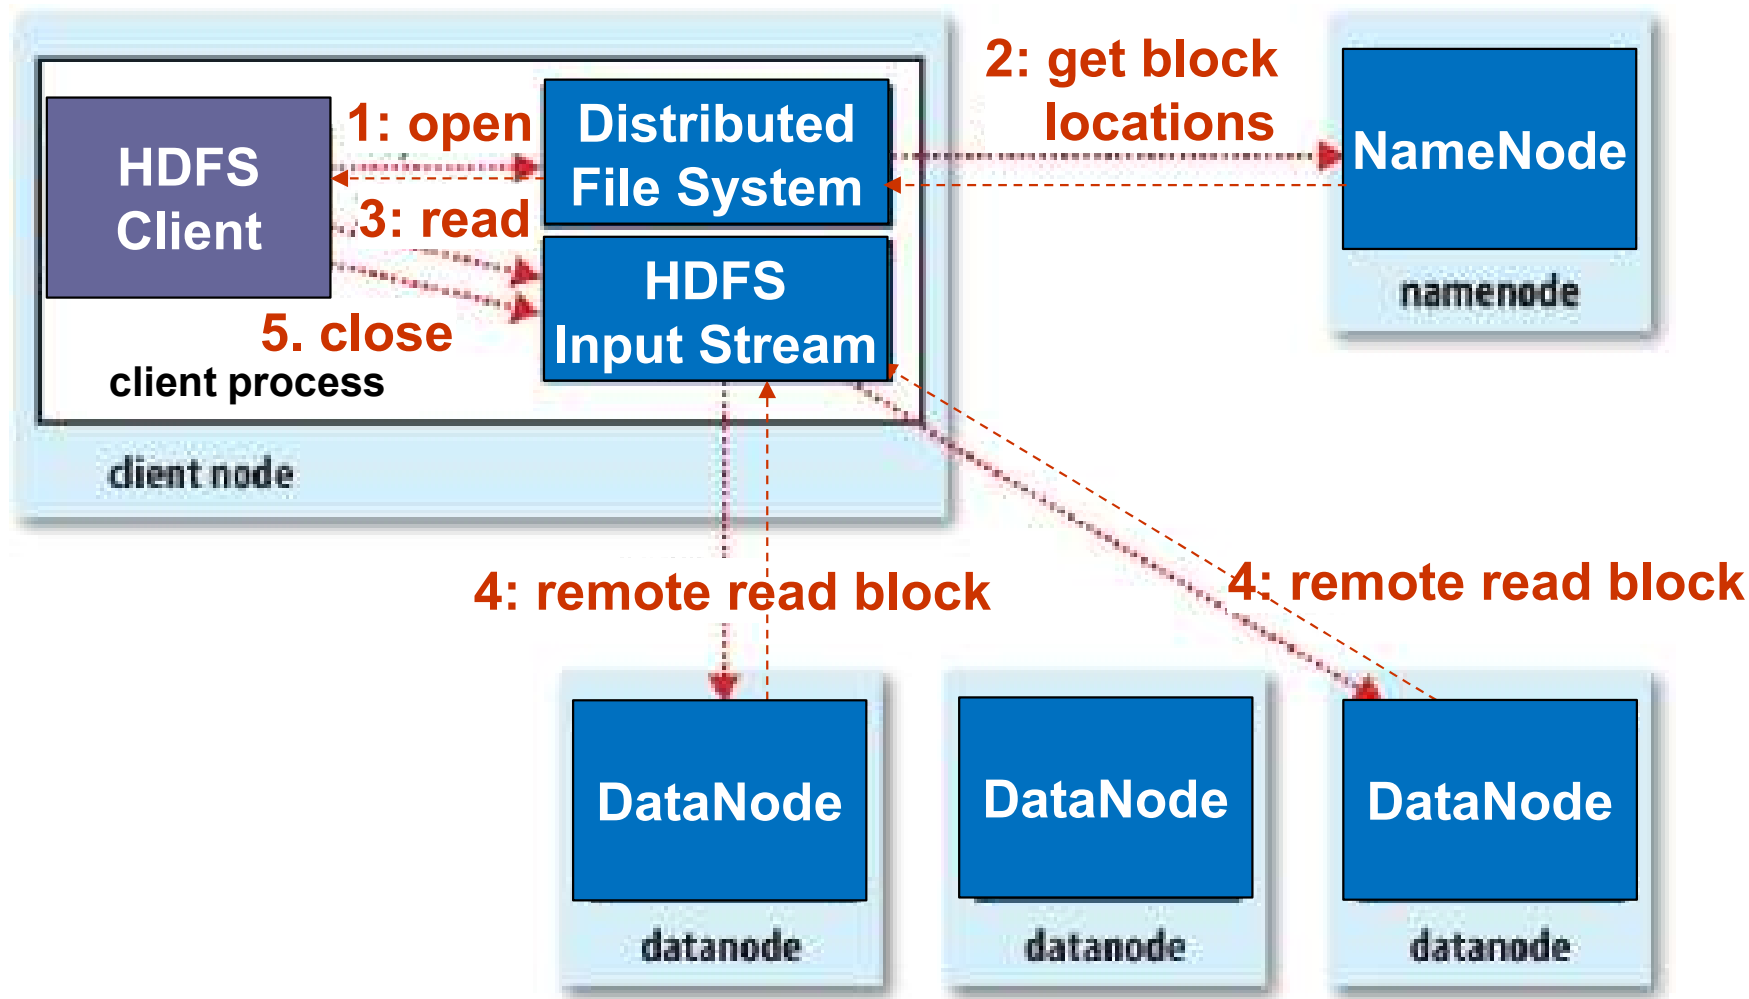 2: get block
locations
1: open
Distributed
File System
NameNode
HDFS
Client
3: read
HDFS
Input Stream
namenode
5. close
client process
client node
4: remote read block
4: remote read block
DataNode
DataNode
DataNode
datanode
datanode
datanode